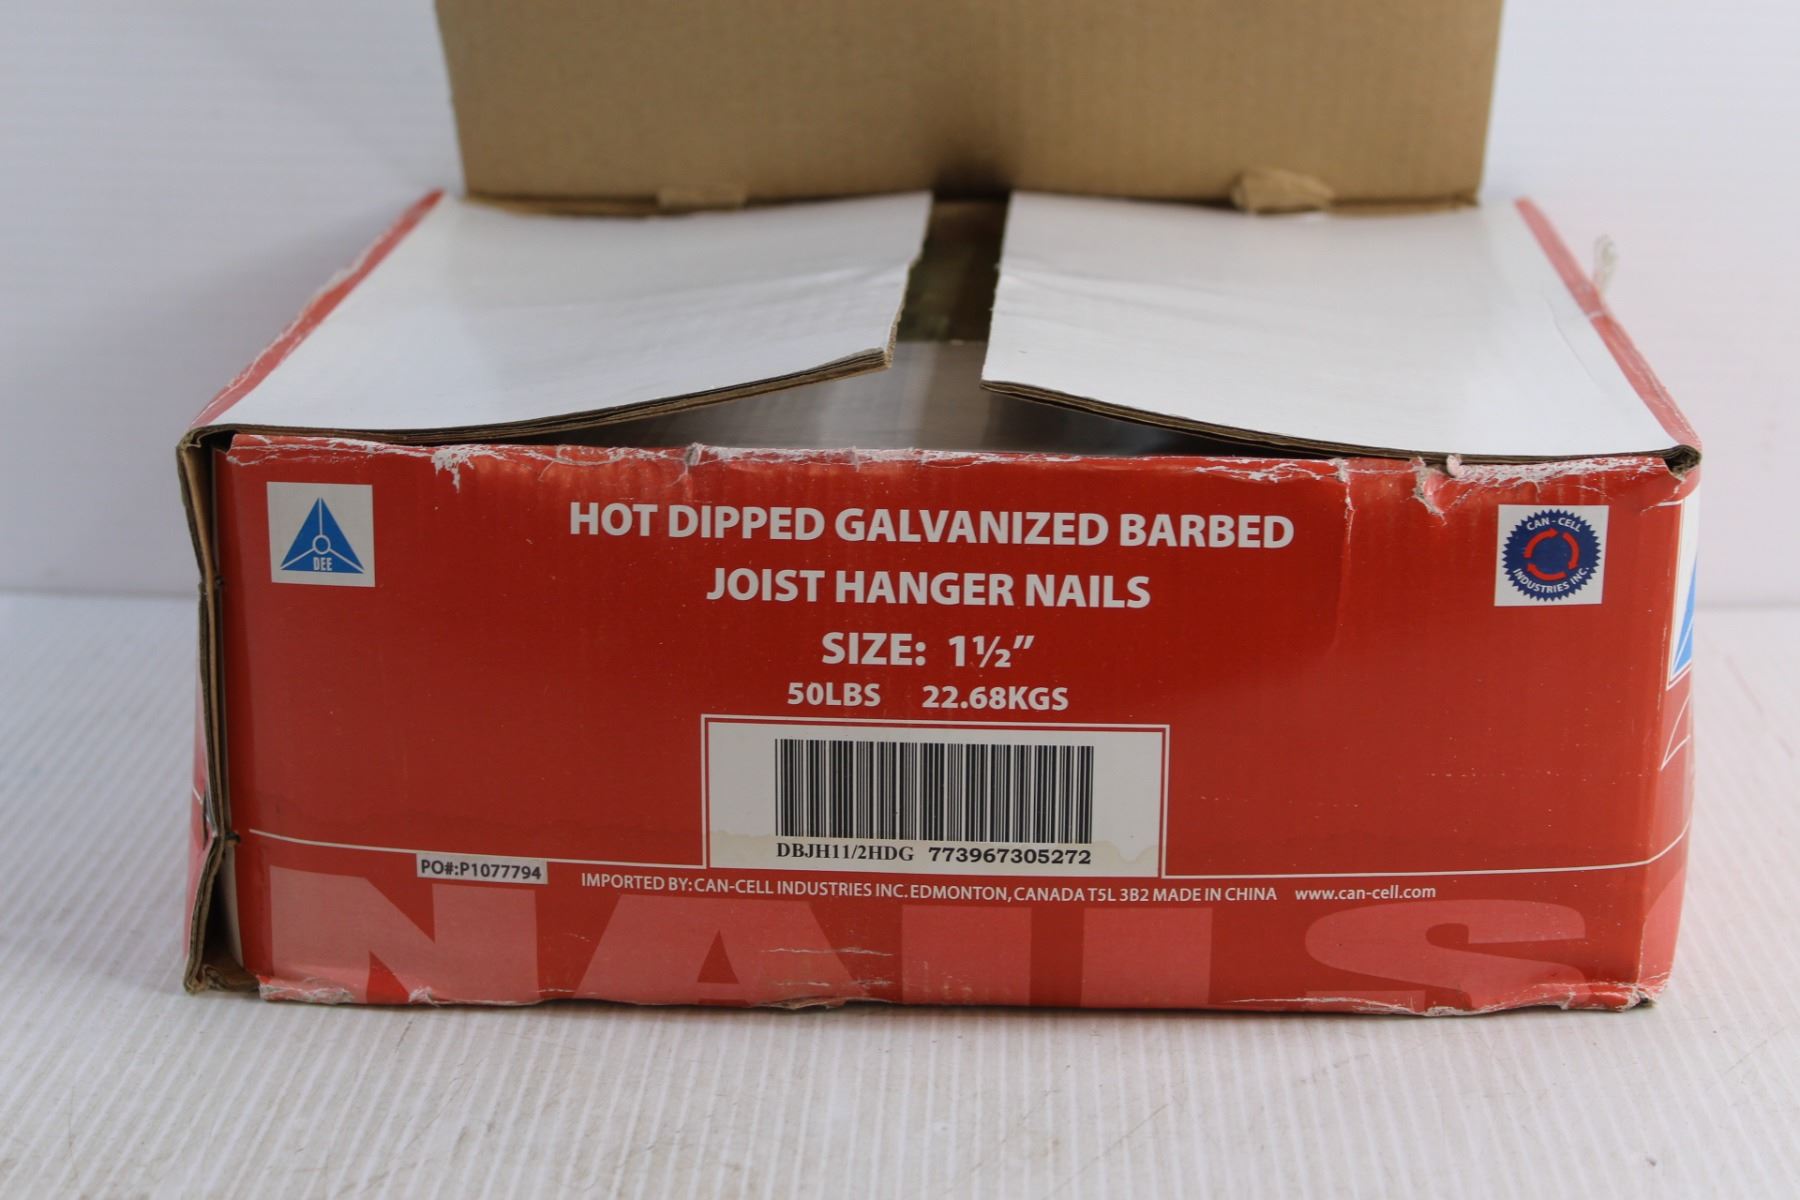 HOT DIPPED GALVANIZED BARBED
JOIST HANGER NAILS
SIZE: 1½"
50LBS 22.68KGS
DEE
CAN-CELL
INDUSTRIES INC.
DBJH11/2HDG 773967305272
PO#:P1077794
IMPORTED BY: CAN-CELL INDUSTRIES INC. EDMONTON, CANADA T5L 3B2 MADE IN CHINA www.can-cell.com
NAILS